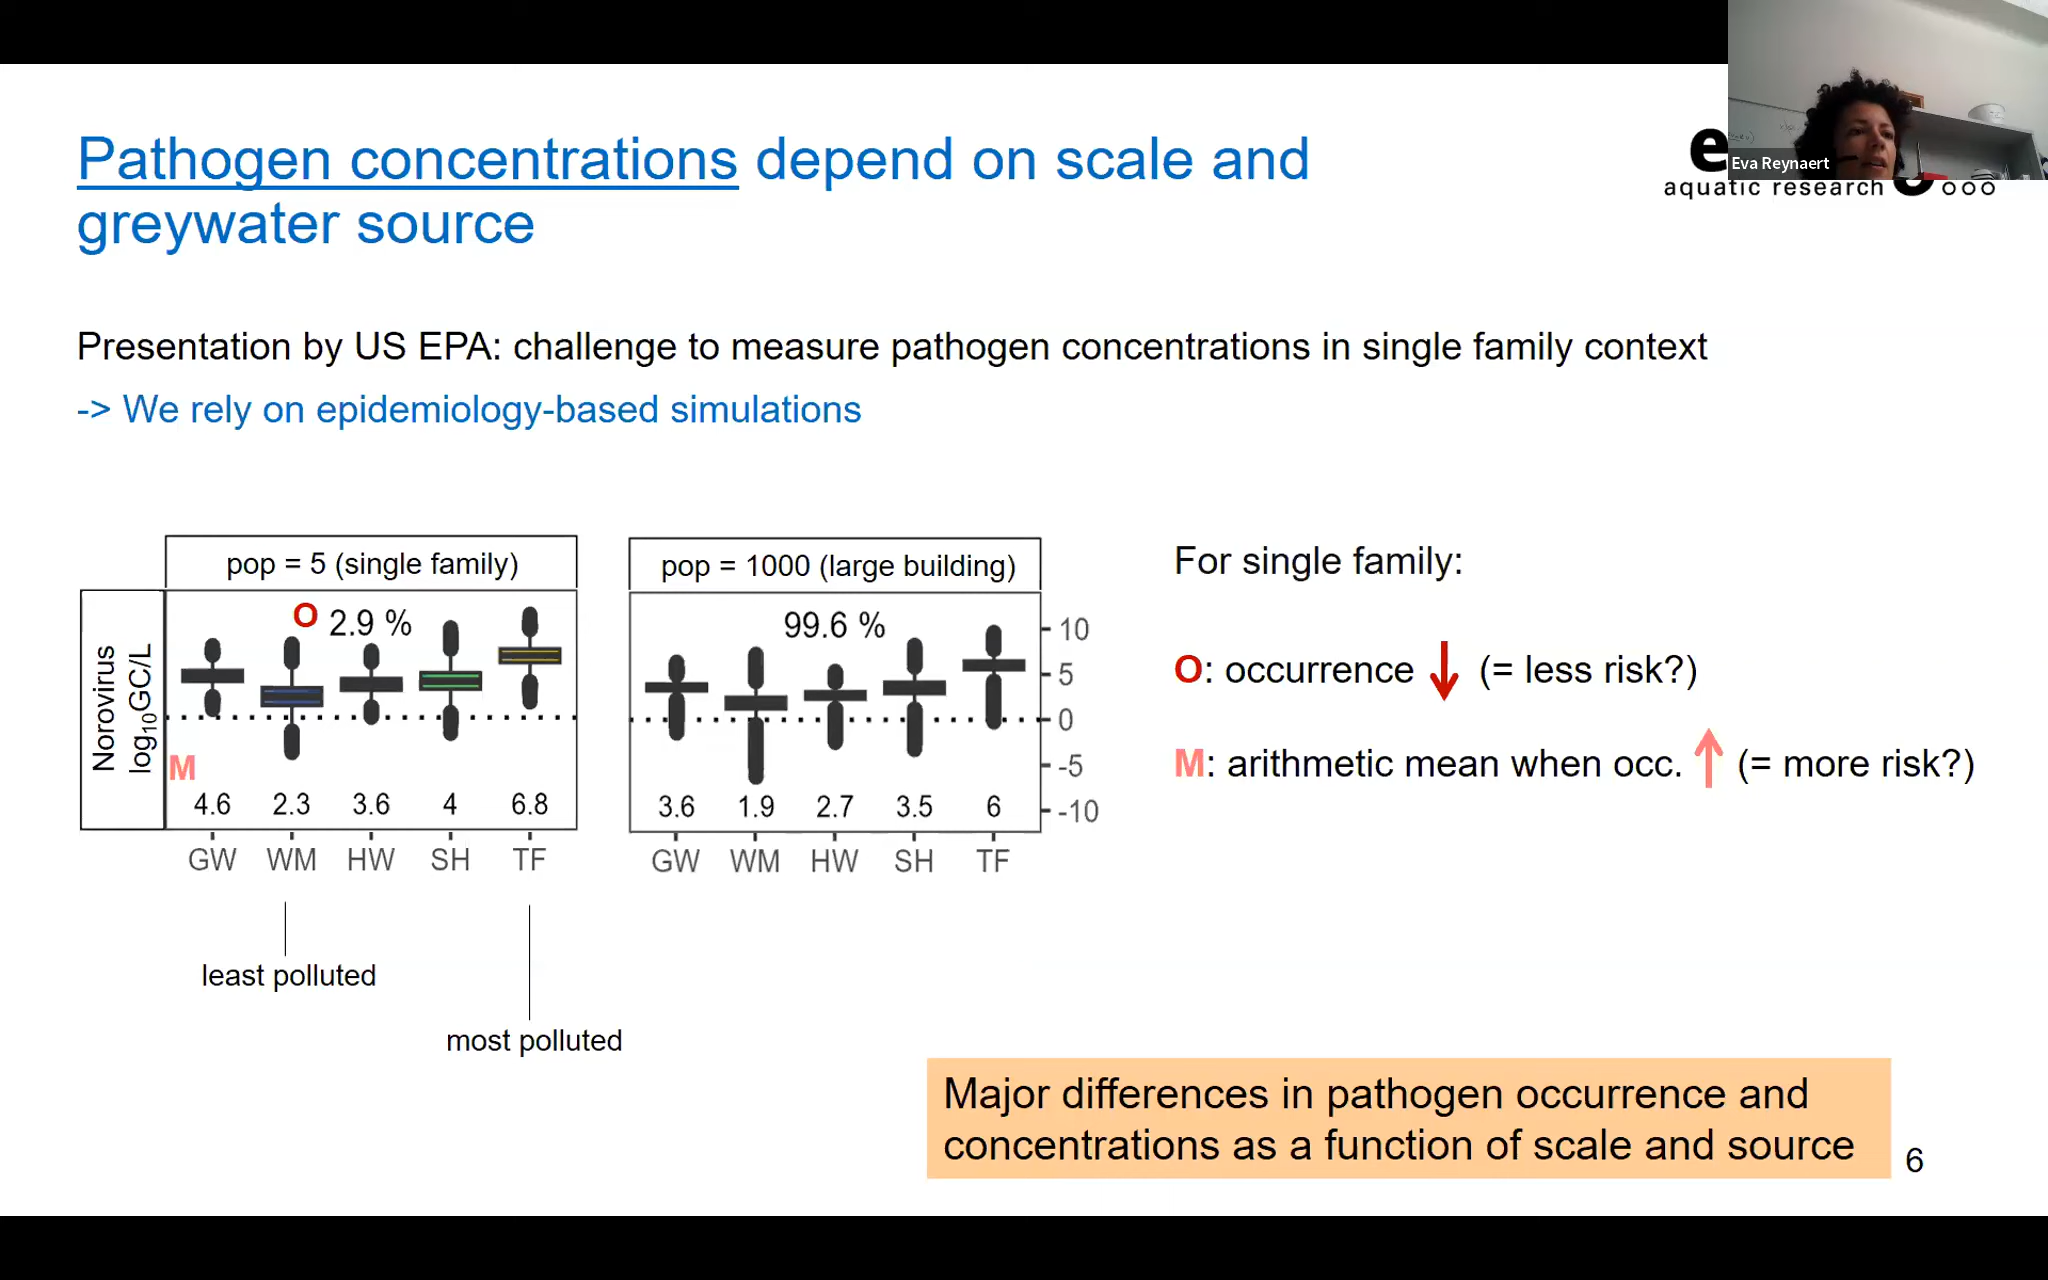 Pathogen concentrations depend on scale and
greywater source
Eva Reynaert
aquatic research
Presentation by US EPA: challenge to measure pathogen concentrations in single family context
-> We rely on epidemiology-based simulations
pop = 5 (single family)
Norovirus
log10GC/L
O 2.9 %
M
4.6 2.3 3.6 4 6.8
GW WM HW SH TF
least polluted
most polluted
pop = 1000 (large building)
99.6 %
10
5
0
-5
-10
3.6 1.9 2.7 3.5 6
GW WM HW SH TF
For single family:
O: occurrence ↓ (= less risk?)
M: arithmetic mean when occ. ↑ (= more risk?)
Major differences in pathogen occurrence and
concentrations as a function of scale and source
6